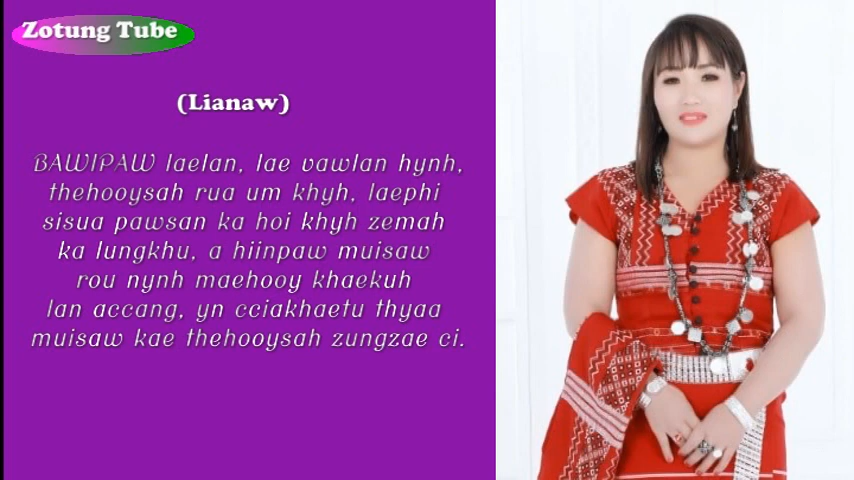 Zotung Tube
(Lianaw)
BAWIPAW laelan, lae vawlan hynh,
thehooysah rua um khyh, laephi
sisua pawsan ka hoi khyh zemah
ka lungkhu, a hiinpaw muisaw
rou nynh maehooy khaekuh
lan accang, yn cciakhaetu thyaa
muisaw kae thehooysah zungzae ci.